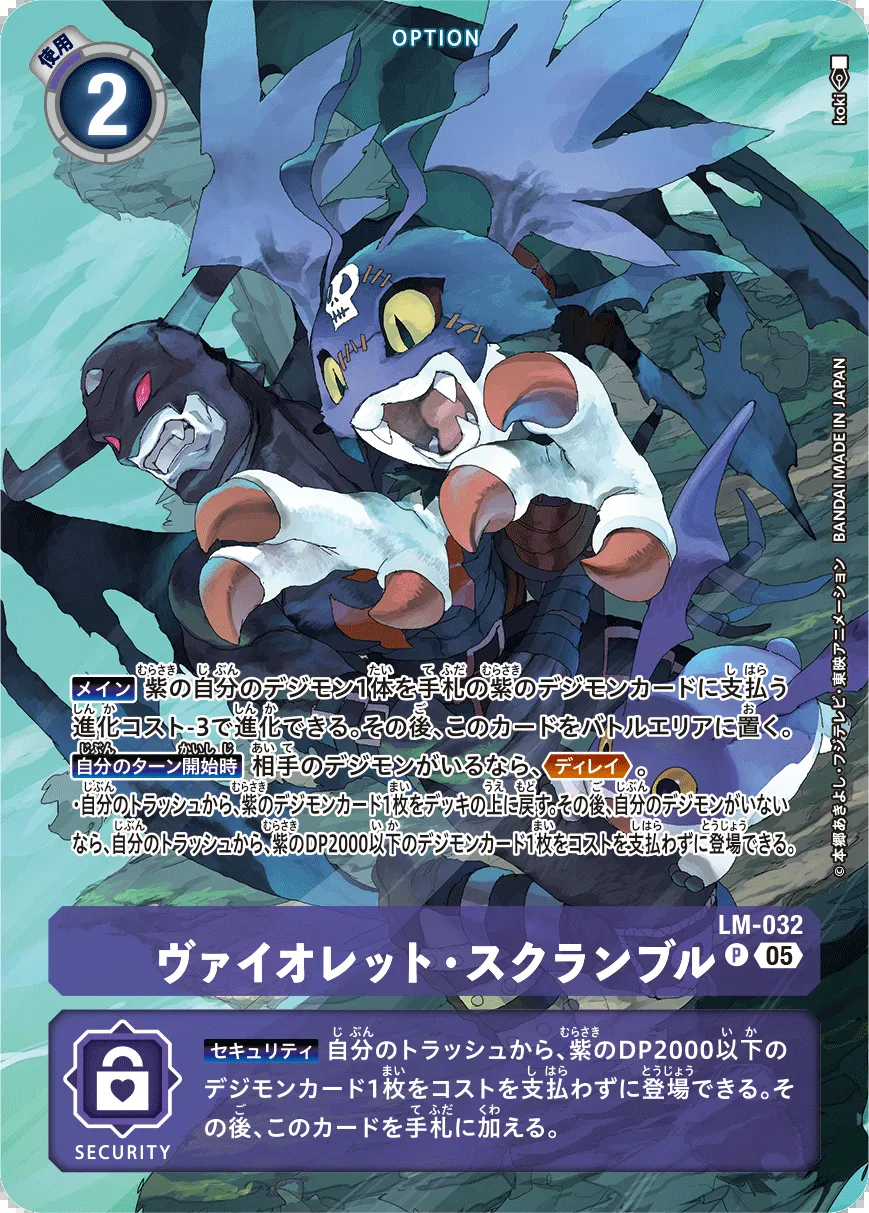 使用
2
OPTION
koki
メイン 紫の自分のデジモン1体を手札の紫のデジモンカードに支払う
進化コスト-3で進化できる。その後、このカードをバトルエリアに置く。
自分のターン開始時 相手のデジモンがいるなら、ディレイ。
・自分のトラッシュから、紫のデジモンカード1枚をデッキの上に戻す。その後、自分のデジモンがいない
なら、自分のトラッシュから、紫のDP2000以下のデジモンカード1枚をコストを支払わずに登場できる。
©本郷あきよし・フジテレビ・東映アニメーション BANDAI MADE IN JAPAN
LM-032
ヴァイオレット・スクランブル P 05
セキュリティ 自分のトラッシュから、紫のDP2000以下の
デジモンカード1枚をコストを支払わずに登場できる。そ
の後、このカードを手札に加える。
SECURITY